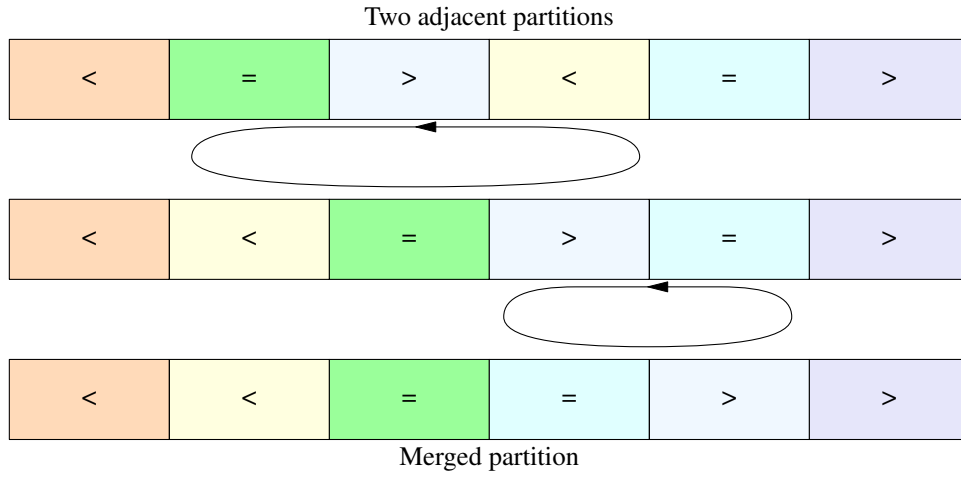 Two adjacent partitions
< = > < = >
< < = > = >
< < = = > >
Merged partition